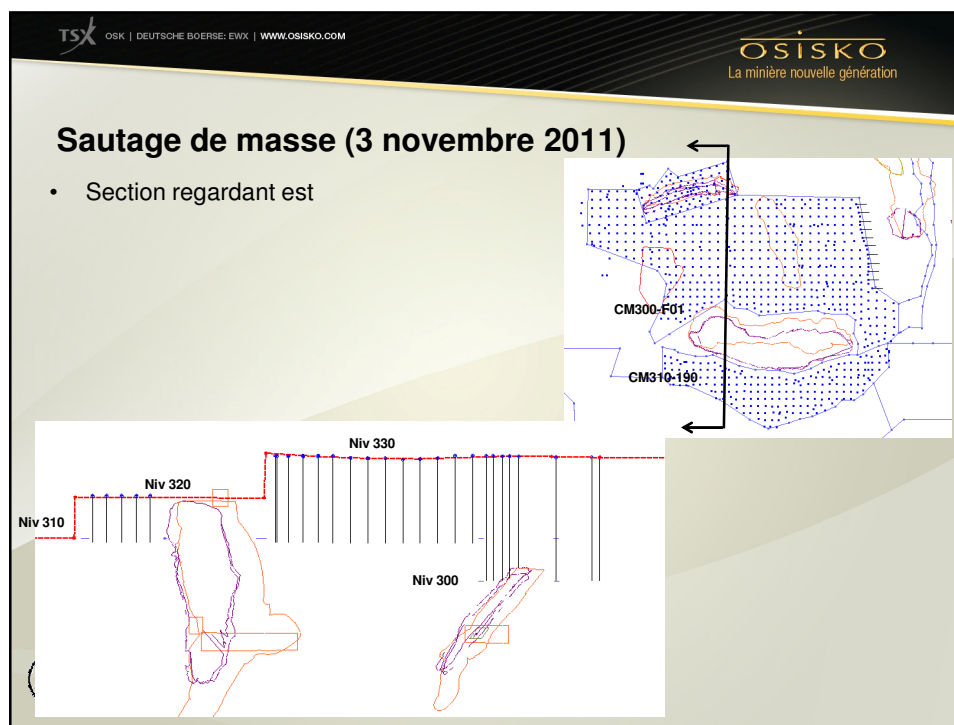 TSX OSK | DEUTSCHE BOERSE: EWX | WWW.OSISKO.COM
OSISKO
La minière nouvelle génération
Sautage de masse (3 novembre 2011)
• Section regardant est
CM300-F01
CM310-190
Niv 330
Niv 320
Niv 310
Niv 300